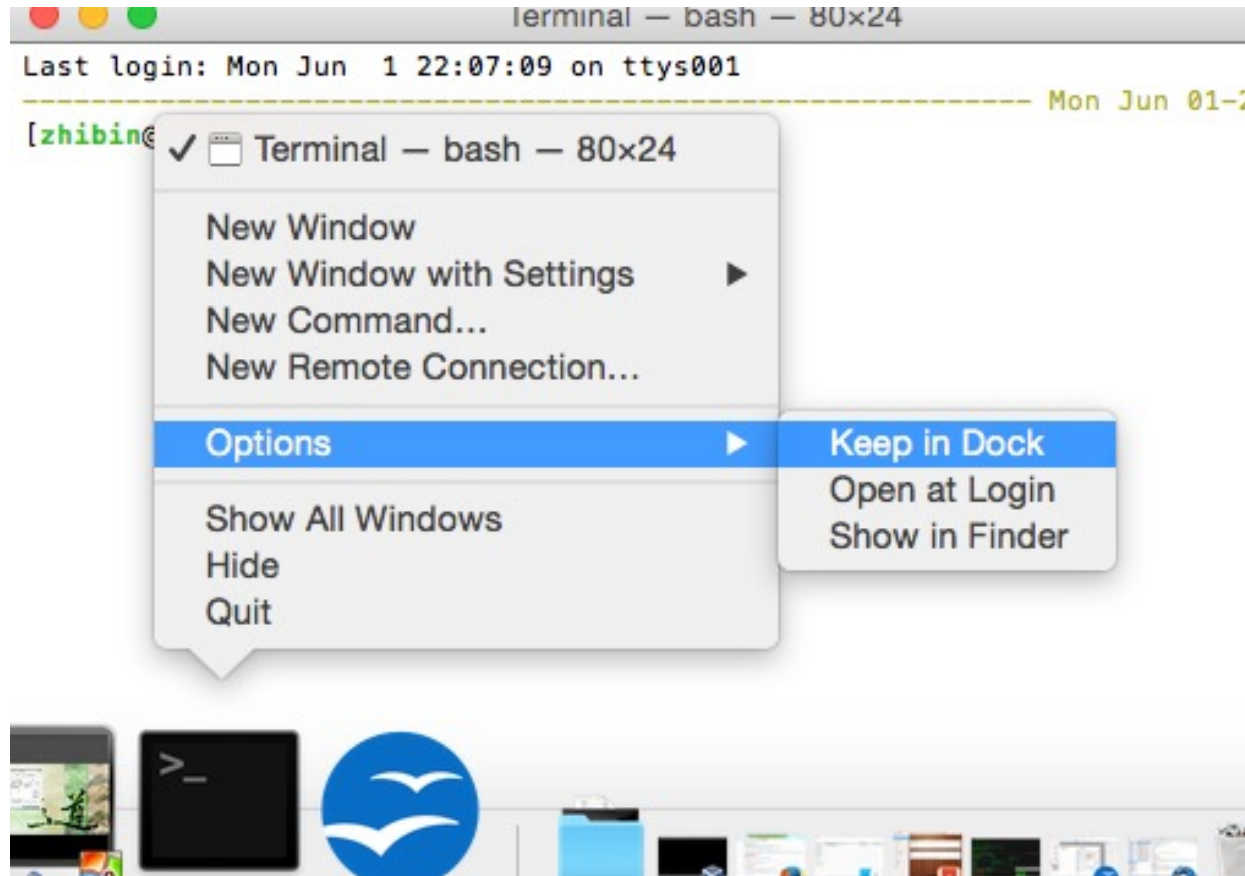 Terminal — bash — 80×24
Last login: Mon Jun  1 22:07:09 on ttys001
Mon Jun 01-
[zhibin@
✓ Terminal — bash — 80×24
New Window
New Window with Settings
New Command...
New Remote Connection...
Options
Keep in Dock
Open at Login
Show in Finder
Show All Windows
Hide
Quit
>_
道